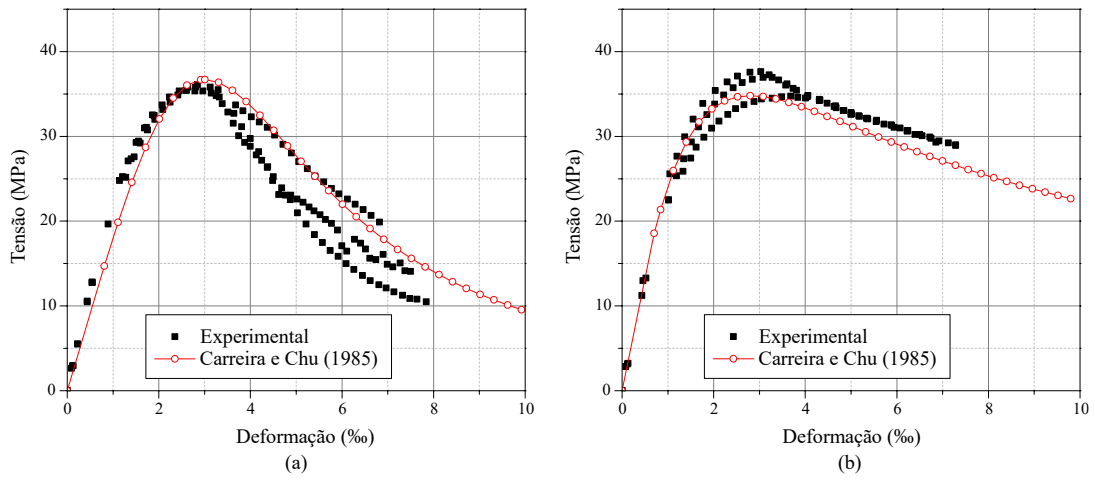 40
30
20
10
0
Tensão (MPa)
Experimental
Carreira e Chu (1985)
0 2 4 6 8 10
Deformação (‰)
(a)
40
30
20
10
0
Tensão (MPa)
Experimental
Carreira e Chu (1985)
0 2 4 6 8 10
Deformação (‰)
(b)